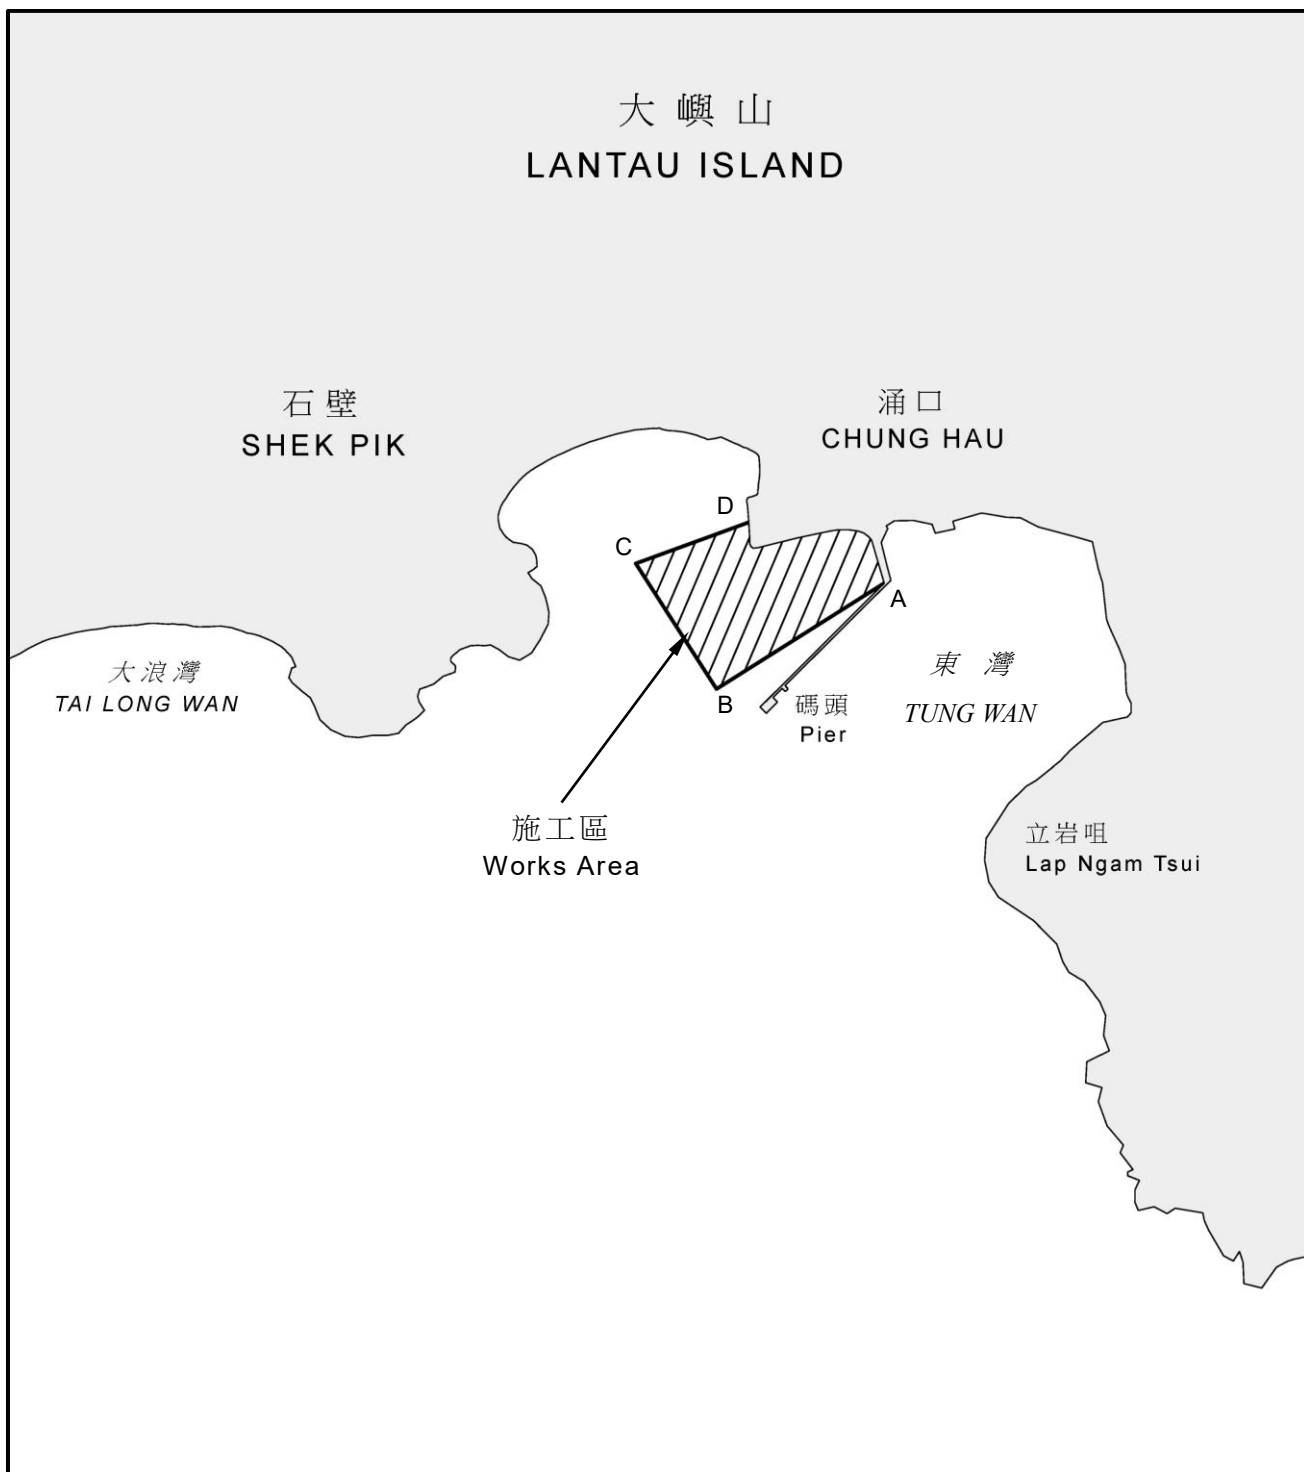 大嶼山
LANTAU ISLAND
石壁
SHEK PIK
涌口
CHUNG HAU
D
C
A
B
大浪灣
TAI LONG WAN
東灣
TUNG WAN
碼頭
Pier
施工區
Works Area
立岩咀
Lap Ngam Tsui